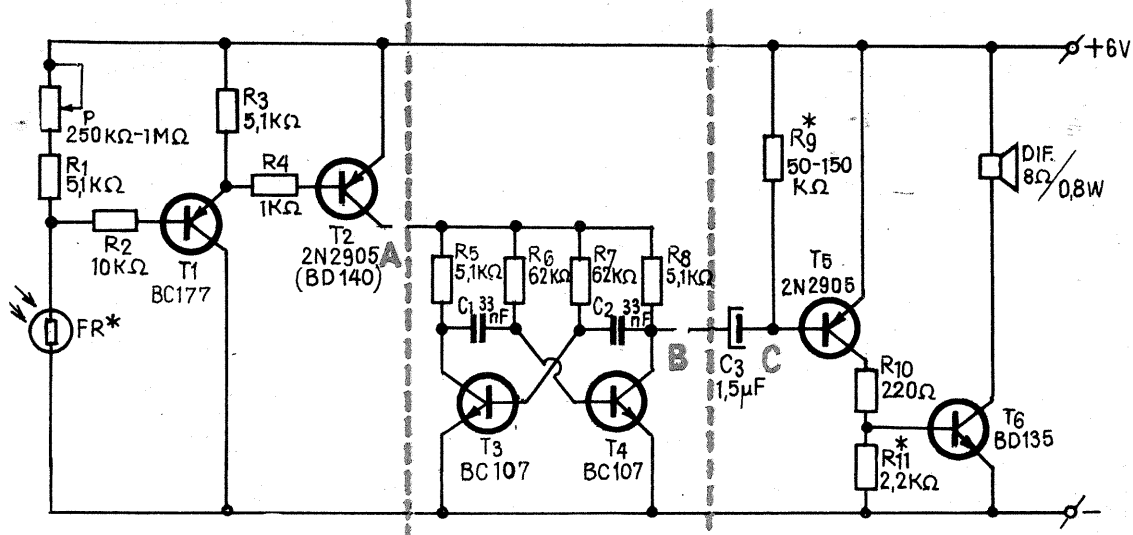 +6V
P
250KΩ-1MΩ
R3
5,1KΩ
R9*
50-150
KΩ
DIF.
8Ω/0,8W
R1
5,1KΩ
R4
1KΩ
R2
10KΩ
T1
BC177
T2
2N2905
(BD140)
A
R5
5,1KΩ
R6
62KΩ
R7
62KΩ
R8
5,1KΩ
T5
2N2905
FR*
C1 33
nF
C2 33
nF
B
C3
1,5µF
C
R10
220Ω
T3
BC107
T4
BC107
T6
BD135
R11*
2,2KΩ
-